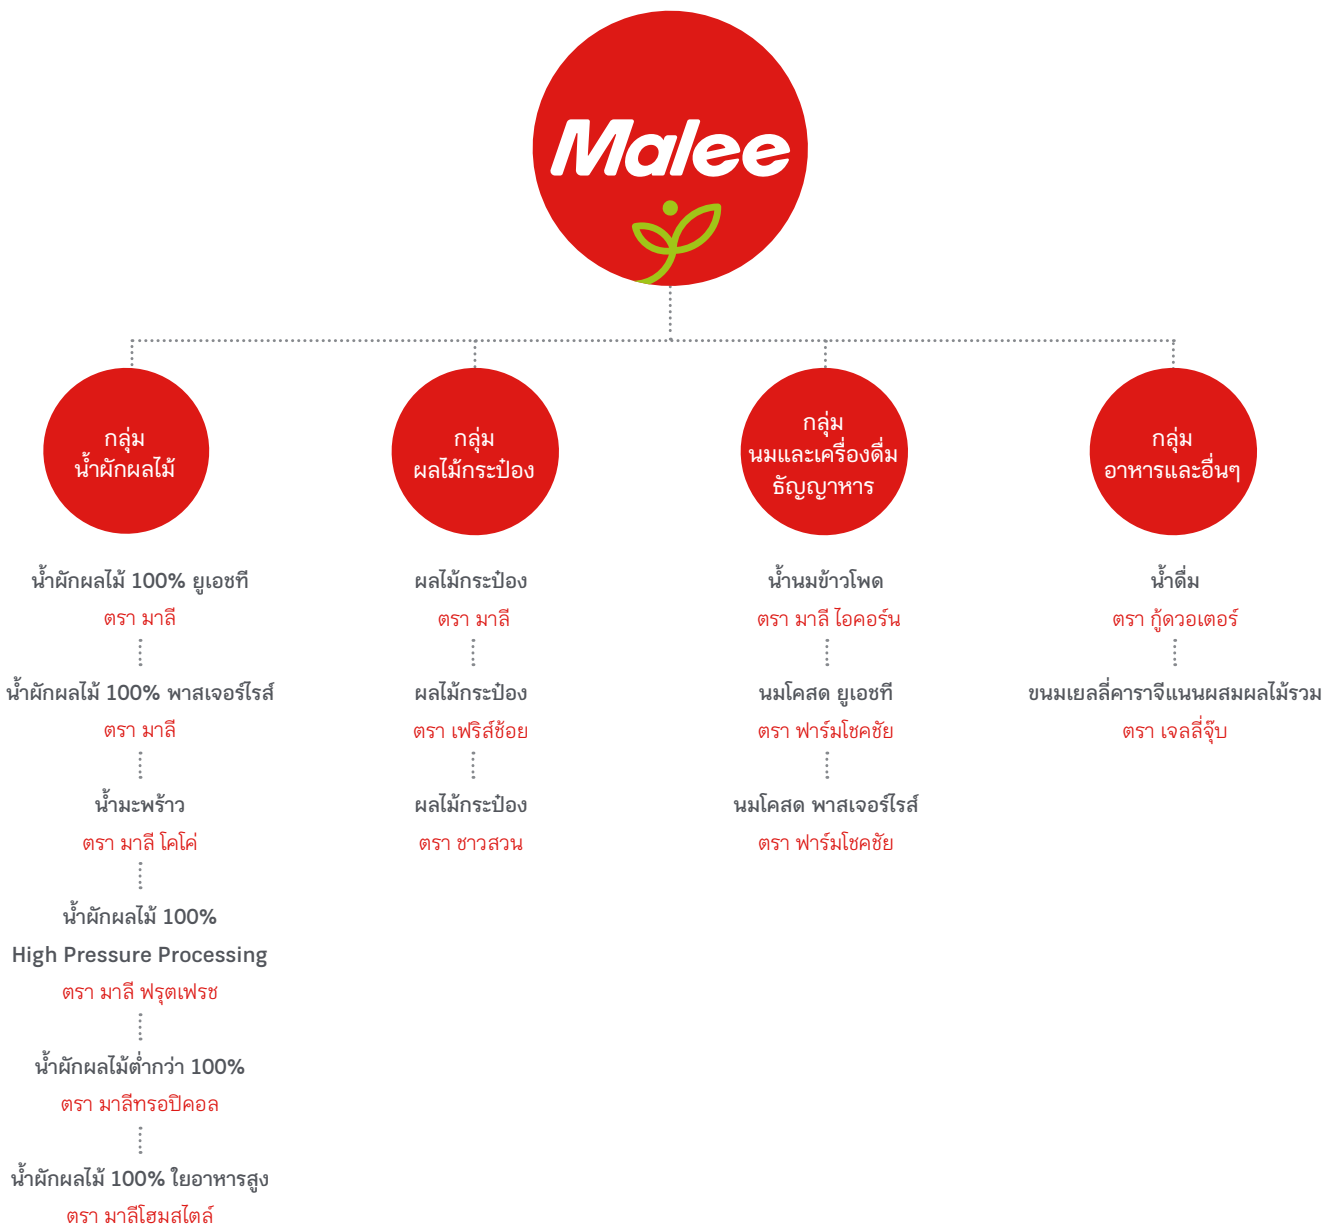 Malee
กลุ่ม
น้ำผักผลไม้
กลุ่ม
ผลไม้กระป๋อง
กลุ่ม
นมและเครื่องดื่ม
ธัญญาหาร
กลุ่ม
อาหารและอื่นๆ
น้ำผักผลไม้ 100% ยูเอชที
ตรา มาลี
น้ำผักผลไม้ 100% พาสเจอร์ไรส์
ตรา มาลี
น้ำมะพร้าว
ตรา มาลี โคโค่
น้ำผักผลไม้ 100%
High Pressure Processing
ตรา มาลี ฟรุตเฟรช
น้ำผักผลไม้ต่ำกว่า 100%
ตรา มาลีทรอปิคอล
น้ำผักผลไม้ 100% ใยอาหารสูง
ตรา มาลีโฮมสไตล์
ผลไม้กระป๋อง
ตรา มาลี
ผลไม้กระป๋อง
ตรา เฟริส์ช้อย
ผลไม้กระป๋อง
ตรา ชาวสวน
น้ำนมข้าวโพด
ตรา มาลี ไอคอร์น
นมโคสด ยูเอชที
ตรา ฟาร์มโชคชัย
นมโคสด พาสเจอร์ไรส์
ตรา ฟาร์มโชคชัย
น้ำดื่ม
ตรา กู้ดวอเตอร์
ขนมเยลลี่คาราจีแนนผสมผลไม้รวม
ตรา เจลลี่จุ๊บ